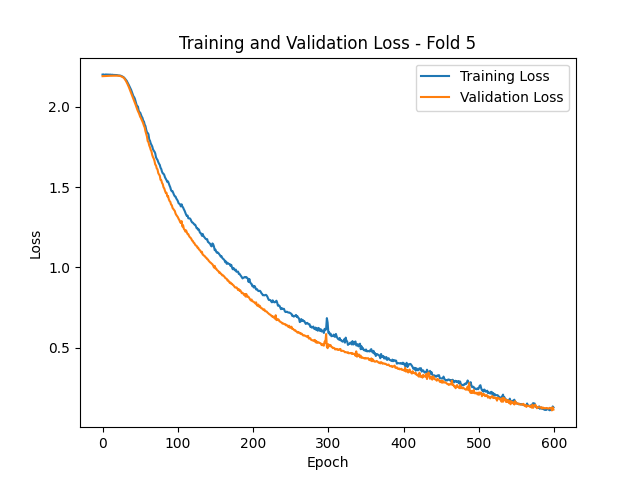 Training and Validation Loss - Fold 5
Training Loss
Validation Loss
Loss
2.0
1.5
1.0
0.5
0 100 200 300 400 500 600
Epoch